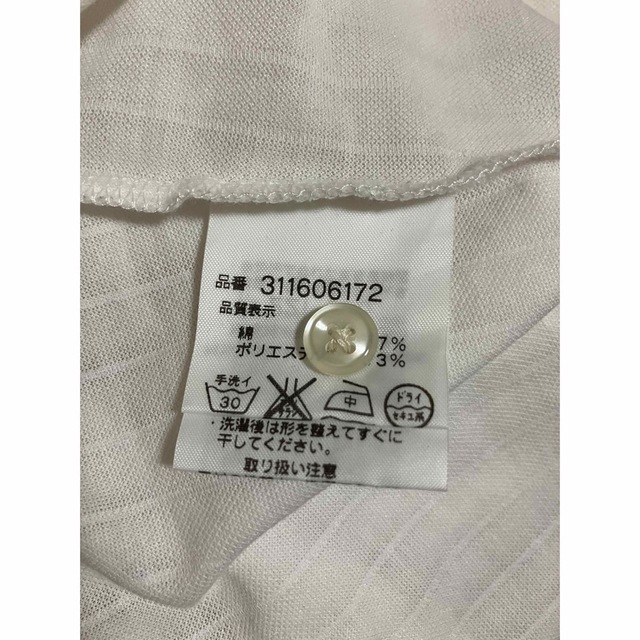 品番 311606172
品質表示
綿 7%
ポリエステ 3%
手洗イ 30 中 ドライ セキユ系
・洗濯後は形を整えてすぐに
干してください。
取り扱い注意